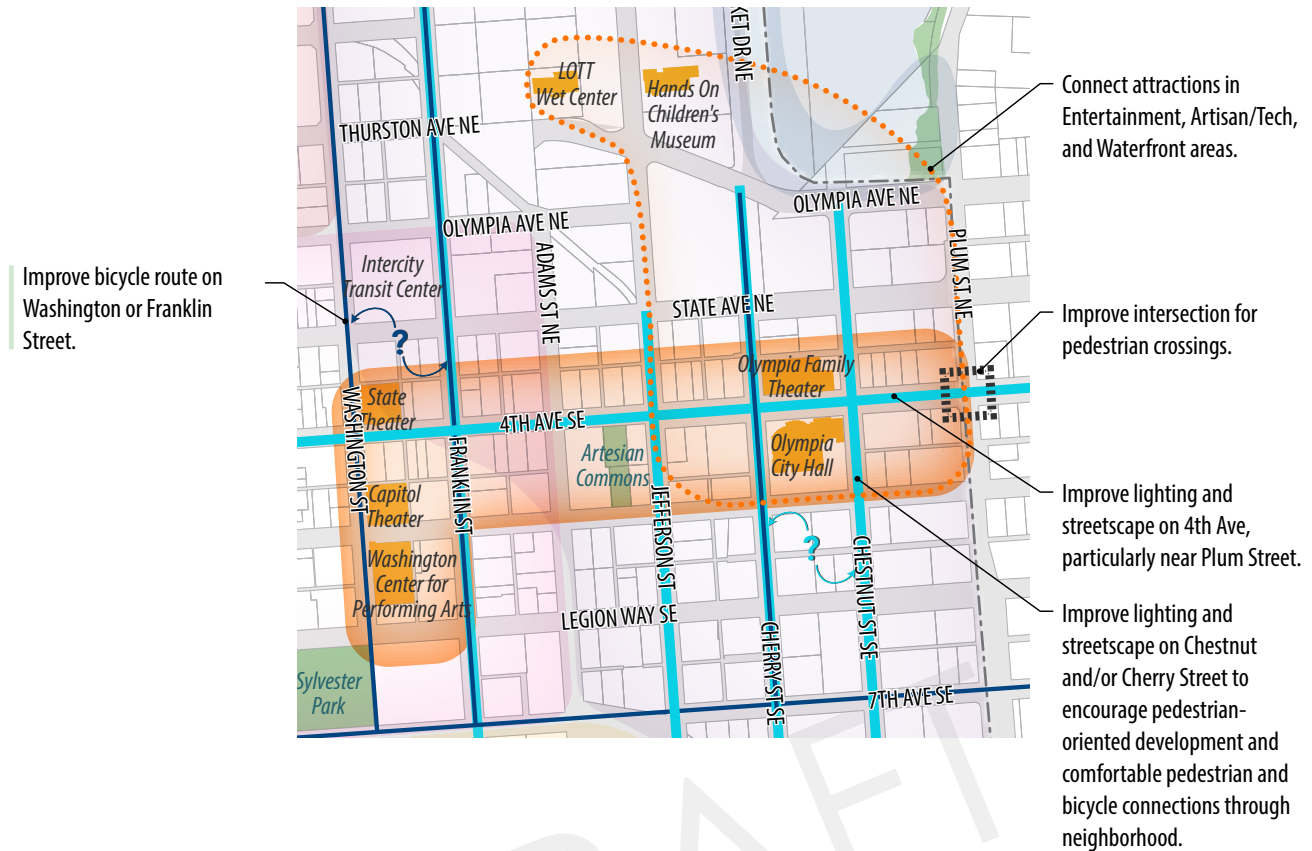 KET DR NE
LOTT
Wet Center
Hands On
Children's
Museum
Connect attractions in
Entertainment, Artisan/Tech,
and Waterfront areas.
THURSTON AVE NE
OLYMPIA AVE NE
OLYMPIA AVE NE
PLUM ST NE
ADAMS ST NE
Intercity
Transit Center
Improve bicycle route on
Washington or Franklin
Street.
STATE AVE NE
Improve intersection for
pedestrian crossings.
?
Olympia Family
Theater
State
Theater
WASHINGTON ST
4TH AVE SE
FRANKLIN ST
Artesian
Commons
Olympia
City Hall
Capitol
Theater
JEFFERSON ST
Improve lighting and
streetscape on 4th Ave,
particularly near Plum Street.
?
CHESTNUT ST SE
Washington
Center for
Performing Arts
LEGION WAY SE
CHERRY ST SE
Improve lighting and
streetscape on Chestnut
and/or Cherry Street to
encourage pedestrian-
oriented development and
comfortable pedestrian and
bicycle connections through
neighborhood.
Sylvester
Park
7TH AVE SE
DRAFT